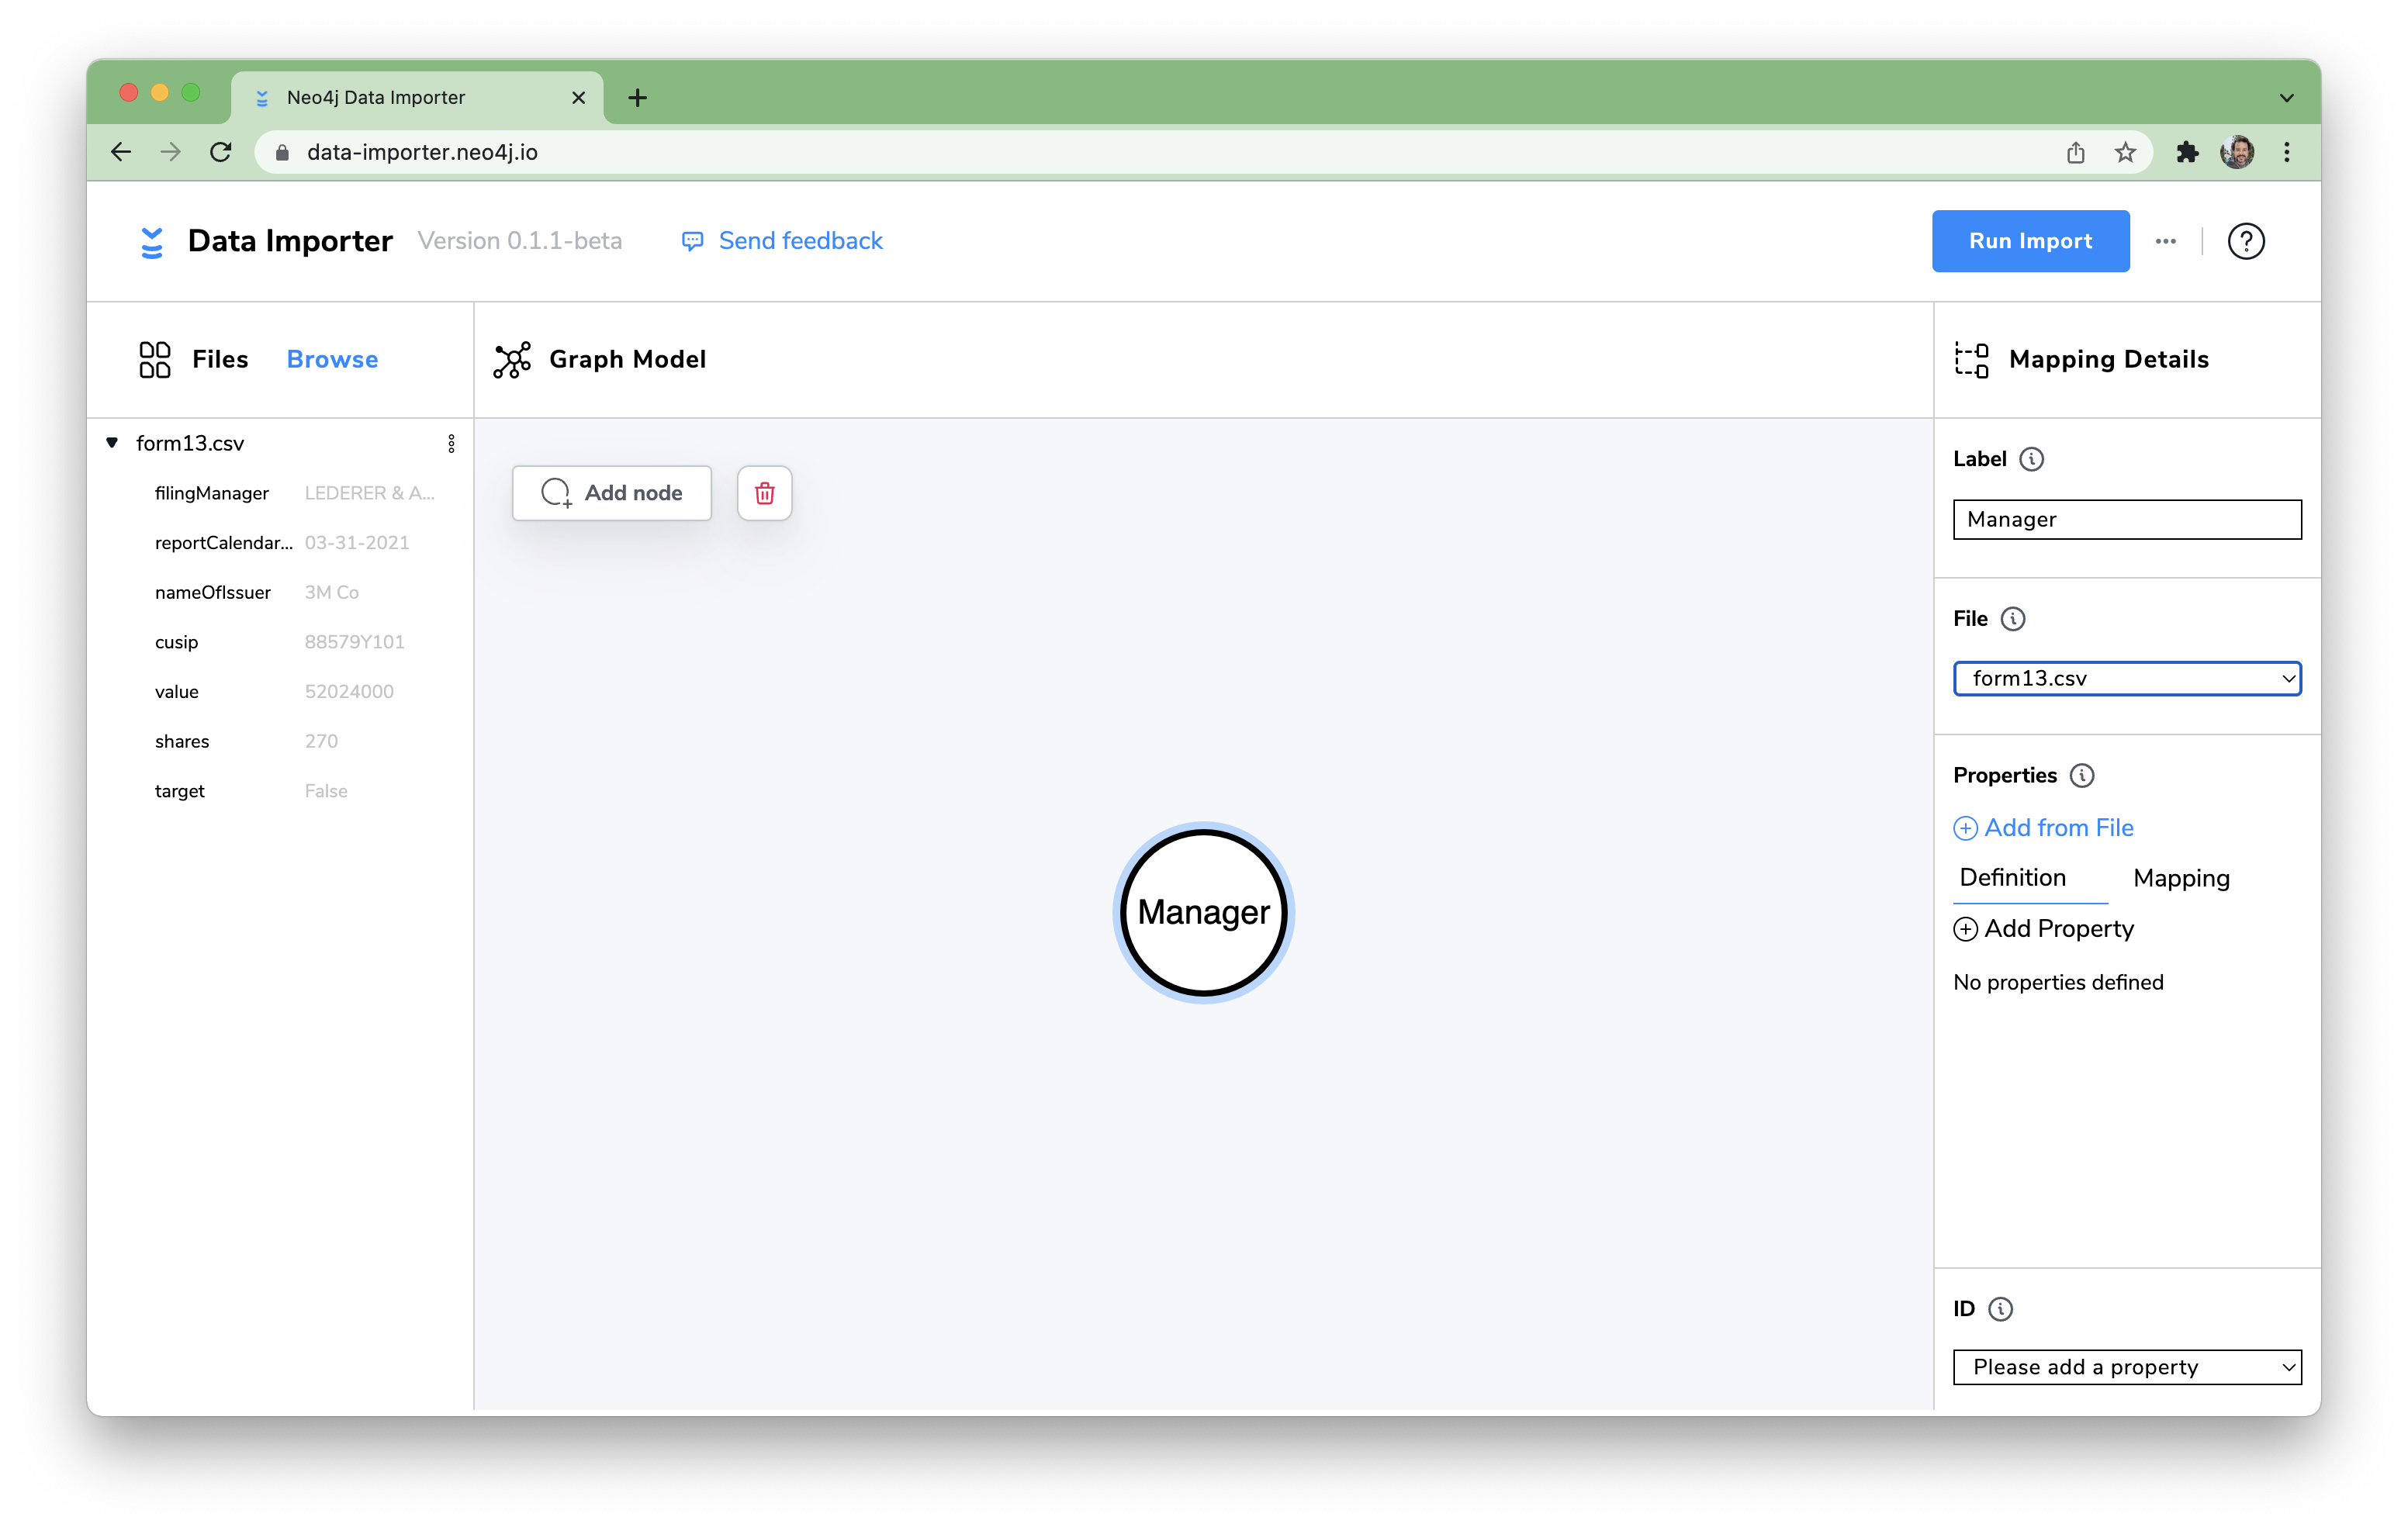 Neo4j Data Importer
data-importer.neo4j.io
Data Importer Version 0.1.1-beta Send feedback Run Import
Files Browse
form13.csv
filingManager LEDERER & A...
reportCalendar... 03-31-2021
nameOfIssuer 3M Co
cusip 88579Y101
value 52024000
shares 270
target False
Graph Model
Add node
Manager
Mapping Details
Label
Manager
File
form13.csv
Properties
Add from File
Definition Mapping
Add Property
No properties defined
ID
Please add a property